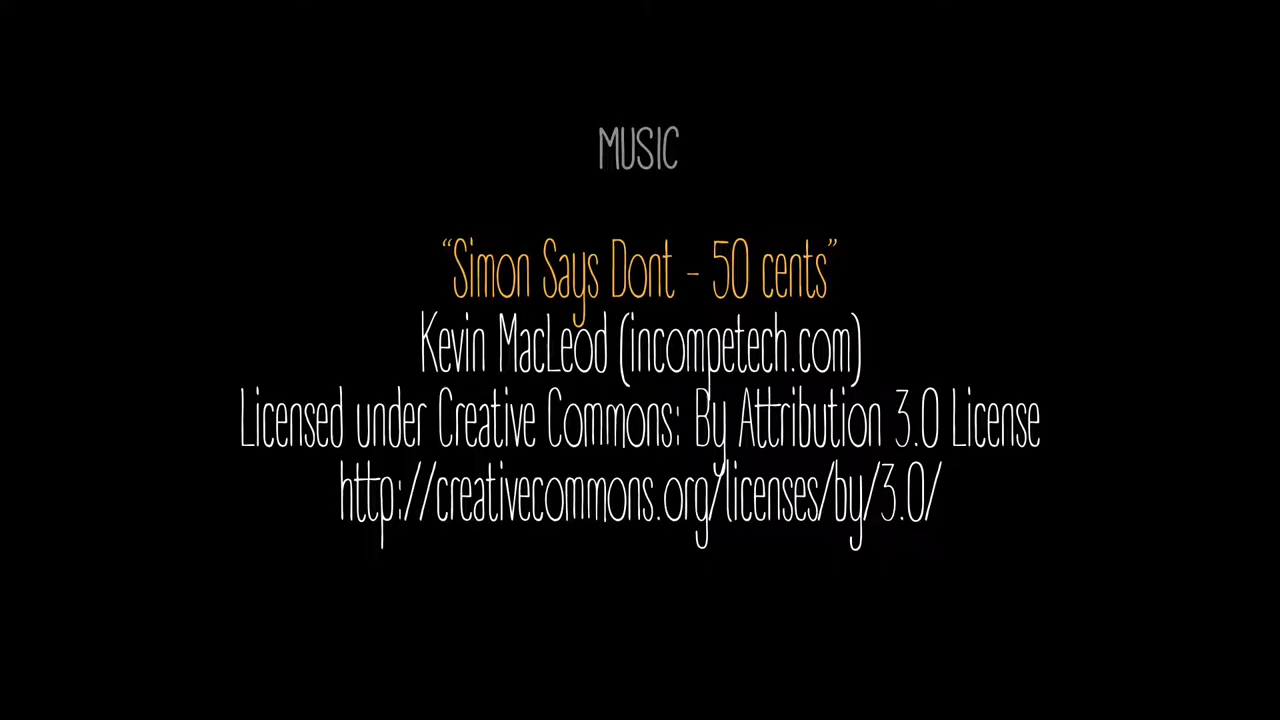 MUSIC
“Simon Says Dont - 50 cents”
Kevin MacLeod (incompetech.com)
Licensed under Creative Commons: By Attribution 3.0 License
http://creativecommons.org/licenses/by/3.0/